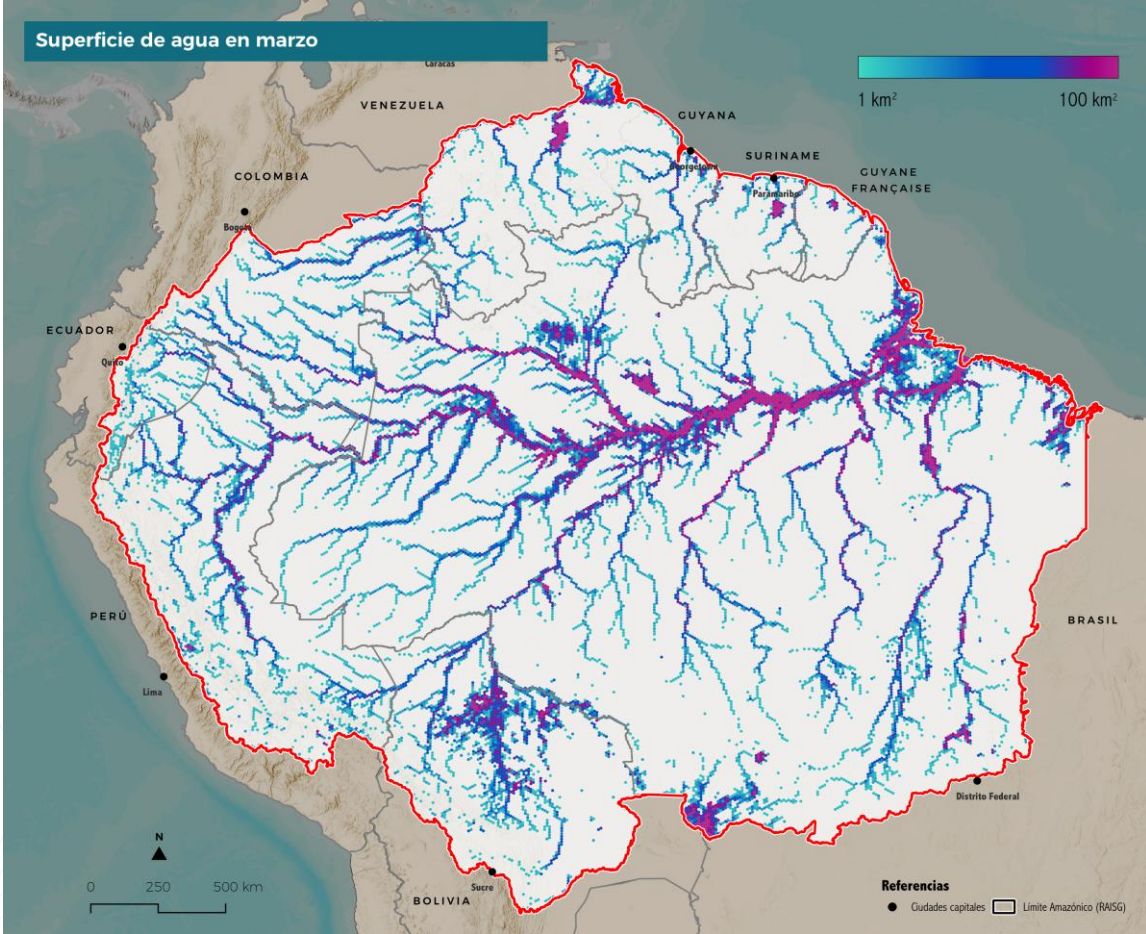 Superficie de agua en marzo
Caracas
VENEZUELA
1 km²
100 km²
GUYANA
Georgetown
SURINAME
Paramaribo
GUYANE
FRANÇAISE
COLOMBIA
Bogotá
ECUADOR
Quito
PERÚ
Lima
BRASIL
Distrito Federal
N
0 250 500 km
Sucre
BOLIVIA
Referencias
Ciudades capitales
Límite Amazónico (RAISG)